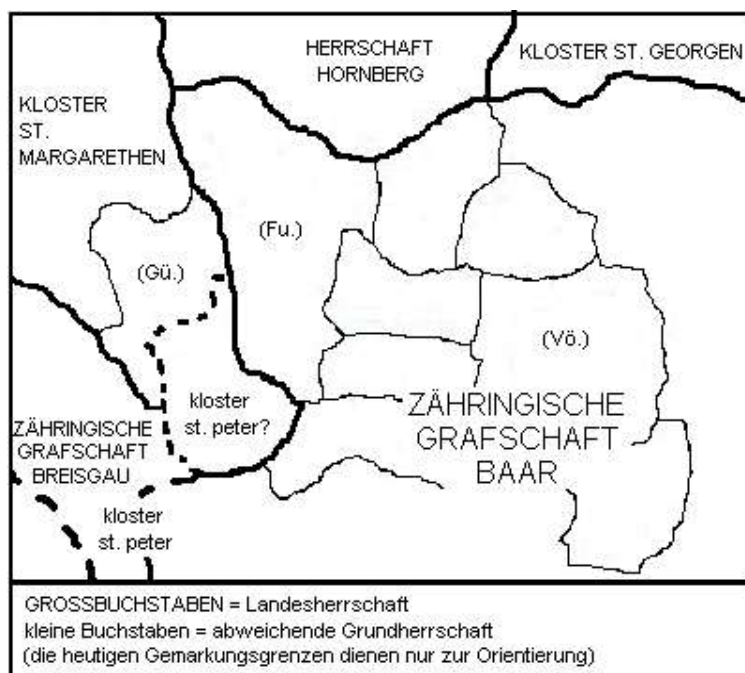 HERRSCHAFT
HORNBERG
KLOSTER ST. GEORGEN
KLOSTER
ST.
MARGARETHEN
(Fu.)
(Gü.)
(Vö.)
kloster
st. peter?
ZÄHRINGISCHE
GRAFSCHAFT
BAAR
ZÄHRINGISCHE
GRAFSCHAFT
BREISGAU
kloster
st. peter
GROSSBUCHSTABEN = Landesherrschaft
kleine Buchstaben = abweichende Grundherrschaft
(die heutigen Gemarkungsgrenzen dienen nur zur Orientierung)